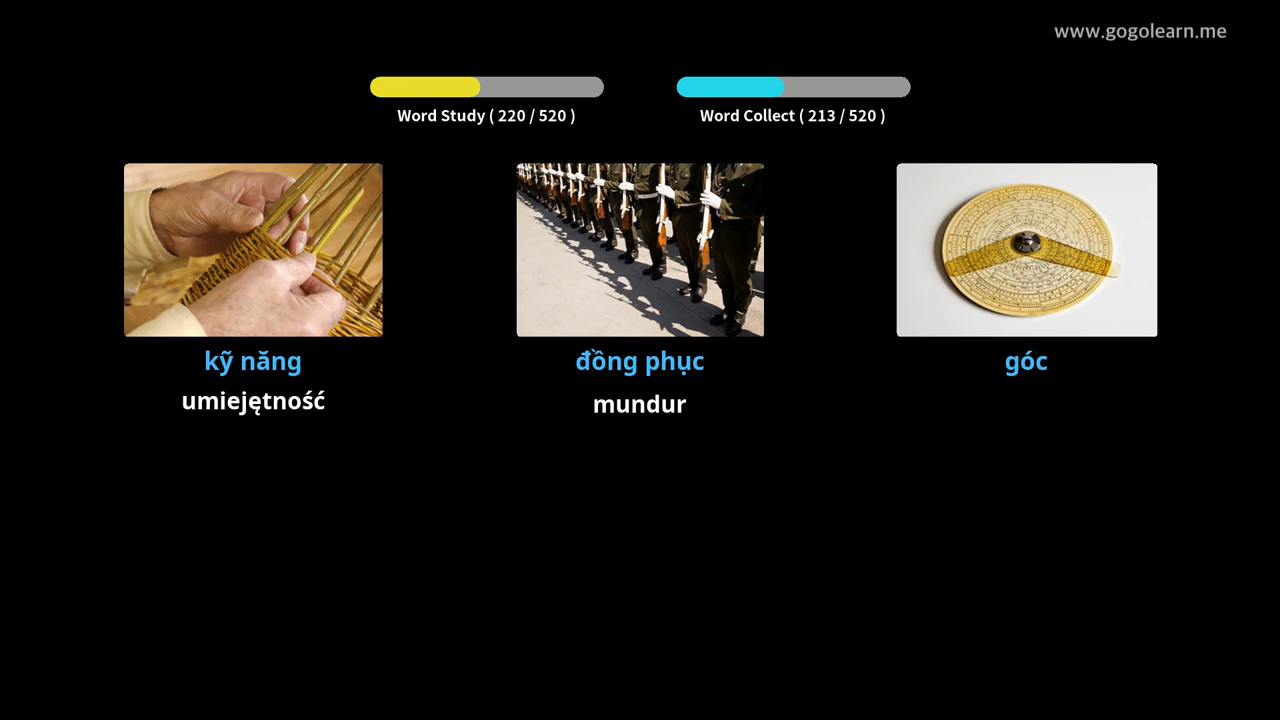 www.gogolearn.me
Word Study ( 220 / 520 )
Word Collect ( 213 / 520 )
kỹ năng
umiejętność
đồng phục
mundur
góc